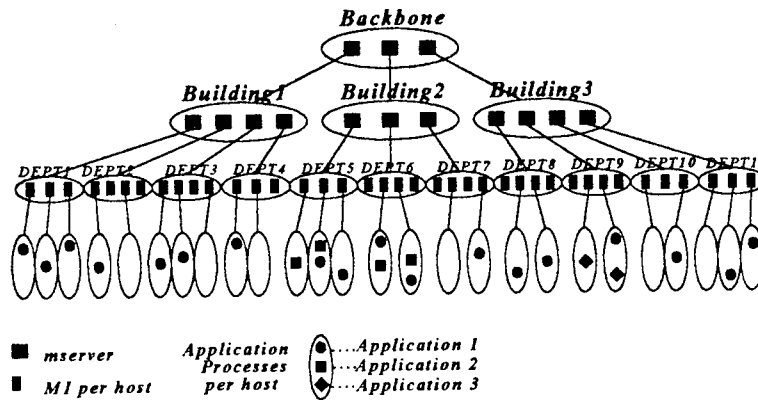 Backbone
Building1 Building2 Building3
DEPT1 DEPT2 DEPT3 DEPT4 DEPT5 DEPT6 DEPT7 DEPT8 DEPT9 DEPT10 DEPT1
mserver
MI per host
Application
Processes
per host
Application 1
Application 2
Application 3